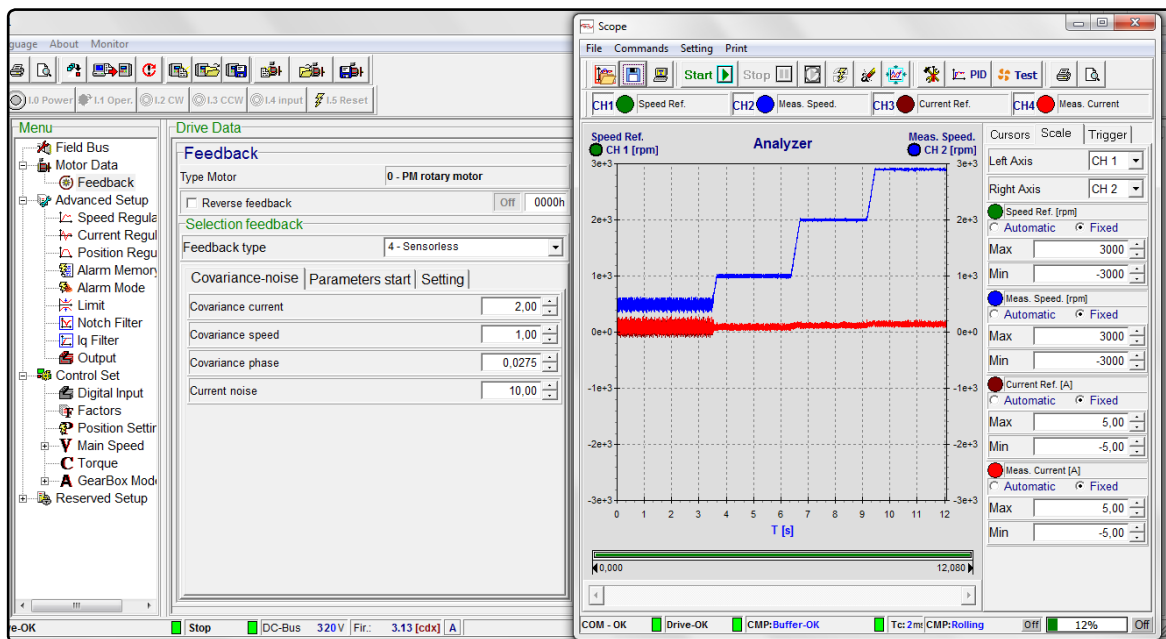 guage About Monitor
I.0 Power I.1 Oper. I.2 CW I.3 CCW I.4 input I.5 Reset
Menu
Field Bus
Motor Data
Feedback
Advanced Setup
Speed Regula
Current Regul
Position Regu
Alarm Memory
Alarm Mode
Limit
Notch Filter
Iq Filter
Output
Control Set
Digital Input
Factors
Position Settin
V Main Speed
C Torque
A GearBox Mod
Reserved Setup
Drive Data
Feedback
Type Motor 0 - PM rotary motor
Reverse feedback Off 0000h
Selection feedback
Feedback type 4 - Sensorless
Covariance-noise Parameters start Setting
Covariance current 2,00
Covariance speed 1,00
Covariance phase 0,0275
Current noise 10,00
ve-OK Stop DC-Bus 320 V Fir.: 3.13 [cdx] A
Scope
File Commands Setting Print
Start Stop PID Test
CH1 Speed Ref. CH2 Meas. Speed. CH3 Current Ref. CH4 Meas. Current
Speed Ref. Analyzer Meas. Speed.
CH 1 [rpm] CH 2 [rpm]
3e+3 3e+3
2e+3 2e+3
1e+3 1e+3
0e+0 0e+0
-1e+3 -1e+3
-2e+3 -2e+3
-3e+3 -3e+3
0 1 2 3 4 5 6 7 8 9 10 11 12
T [s]
0,000 12,080
Cursors Scale Trigger
Left Axis CH 1
Right Axis CH 2
Speed Ref. [rpm]
Automatic Fixed
Max 3000
Min -3000
Meas. Speed. [rpm]
Automatic Fixed
Max 3000
Min -3000
Current Ref. [A]
Automatic Fixed
Max 5,00
Min -5,00
Meas. Current [A]
Automatic Fixed
Max 5,00
Min -5,00
COM - OK Drive-OK CMP:Buffer-OK Tc: 2ms CMP:Rolling Off 12% Off